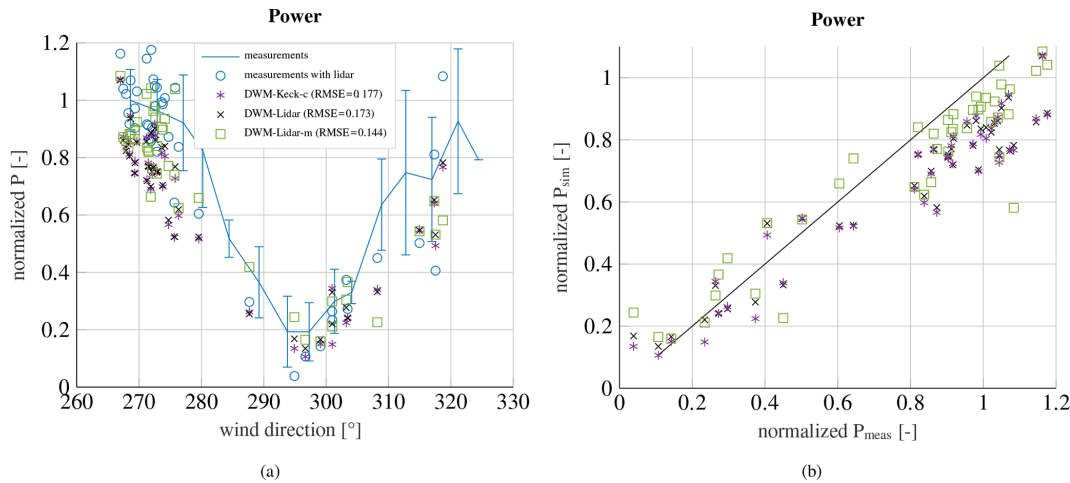 Power
normalized P [-]
1.2
1
0.8
0.6
0.4
0.2
0
measurements
measurements with lidar
DWM-Keck-c (RMSE=0.177)
DWM-Lidar (RMSE=0.173)
DWM-Lidar-m (RMSE=0.144)
260 270 280 290 300 310 320 330
wind direction [°]
(a)
Power
normalized Psim [-]
1
0.8
0.6
0.4
0.2
0
0 0.2 0.4 0.6 0.8 1 1.2
normalized Pmeas [-]
(b)